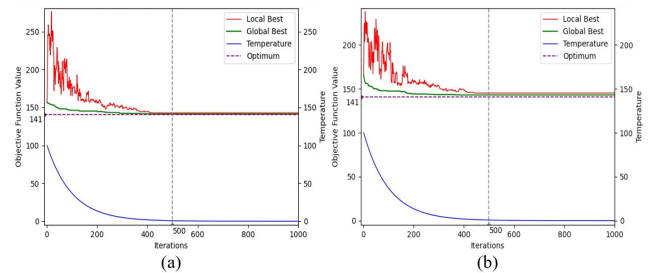 Local Best
Global Best
Temperature
Optimum
250
200
150
141
100
50
0
250
200
150
100
50
0
Objective Function Value
Temperature
0
200
400
500
600
800
1000
Iterations
(a)
Local Best
Global Best
Temperature
Optimum
200
150
141
100
50
0
200
150
100
50
0
Objective Function Value
Temperature
0
200
400
500
600
800
1000
Iterations
(b)